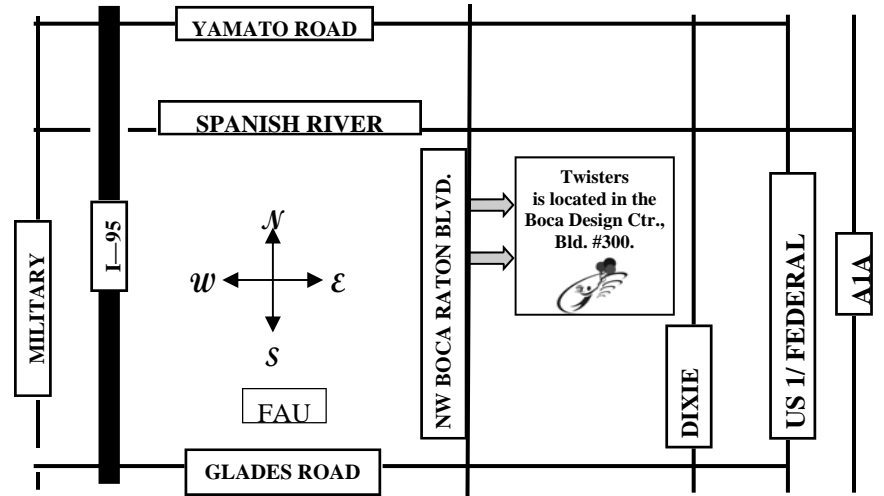 YAMATO ROAD
SPANISH RIVER
MILITARY
I—95
N
W
E
S
FAU
NW BOCA RATON BLVD.
Twisters
is located in the
Boca Design Ctr.,
Bld. #300.
DIXIE
US 1/ FEDERAL
A1A
GLADES ROAD